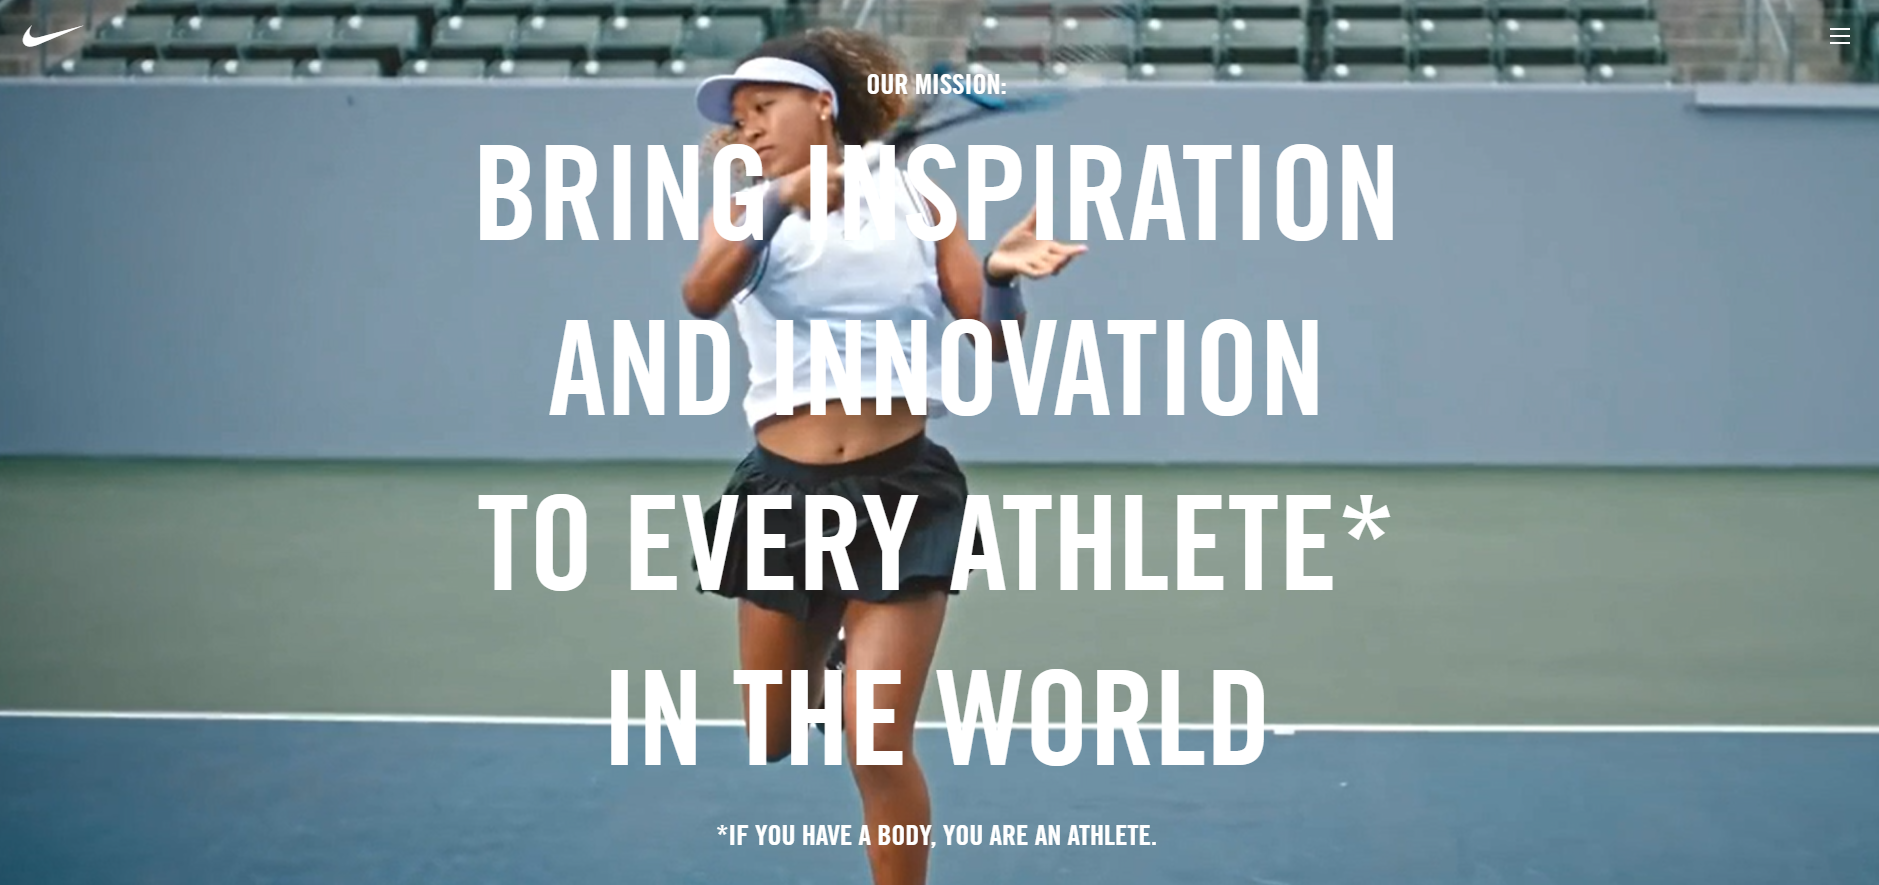 OUR MISSION:
BRING INSPIRATION
AND INNOVATION
TO EVERY ATHLETE*
IN THE WORLD
*IF YOU HAVE A BODY, YOU ARE AN ATHLETE.